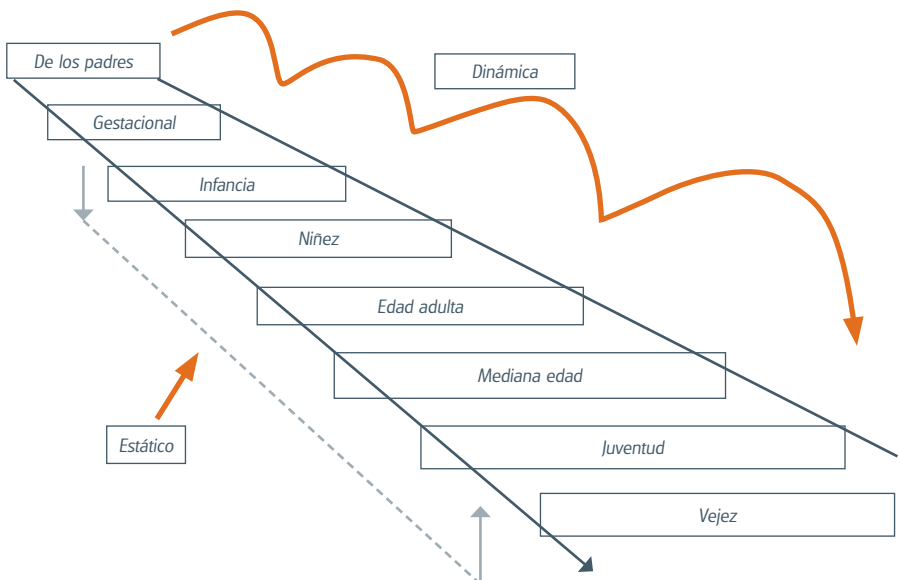 De los padres
Dinámica
Gestacional
Infancia
Niñez
Edad adulta
Mediana edad
Estático
Juventud
Vejez